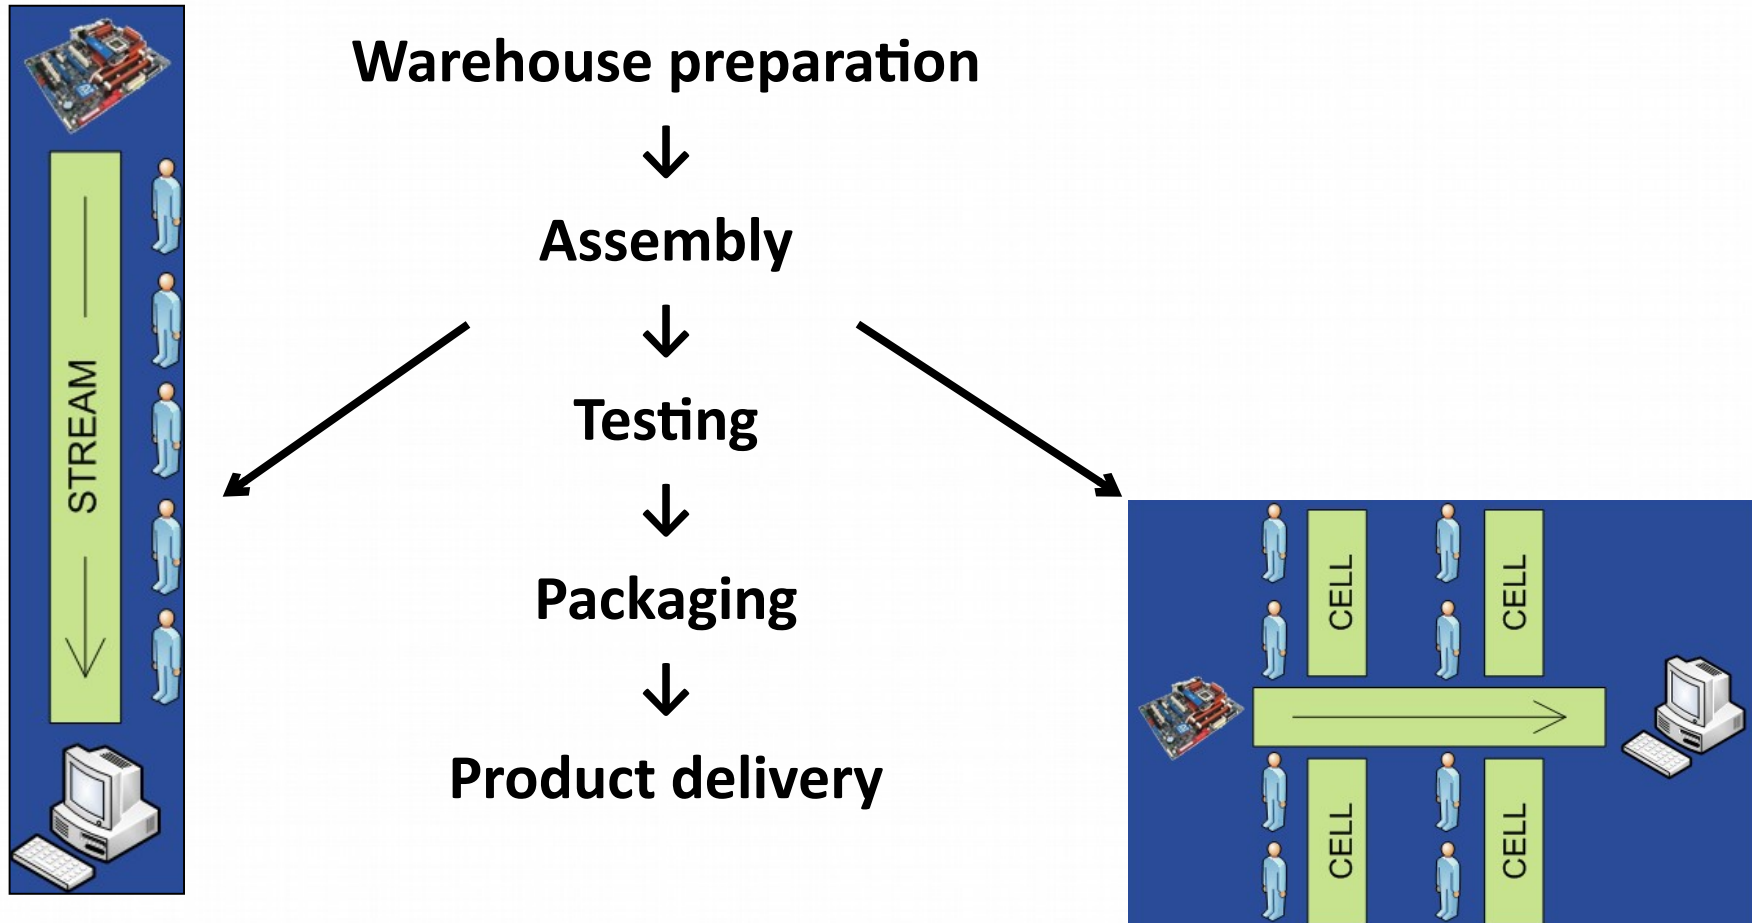 Warehouse preparation
↓
Assembly
↓
Testing
↓
Packaging
↓
Product delivery
STREAM
CELL
CELL
CELL
CELL